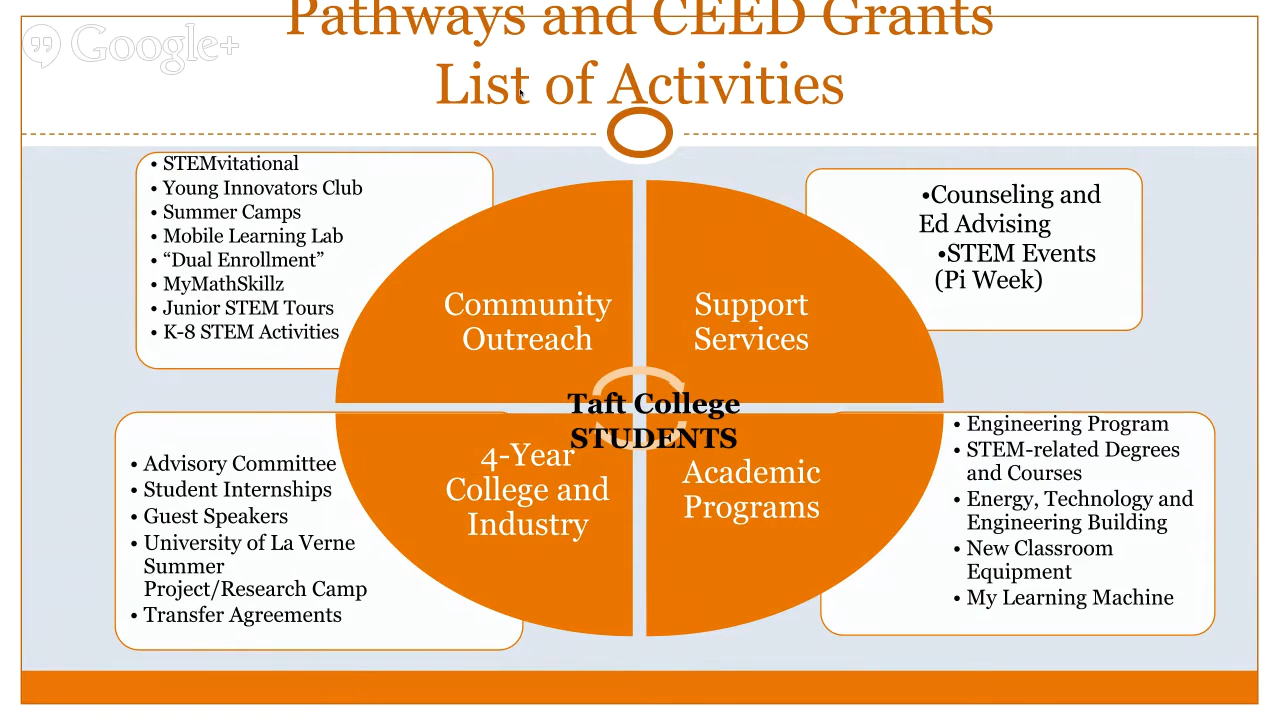 Pathways and CEED Grants
List of Activities
Google+
• STEMvitational
• Young Innovators Club
• Summer Camps
• Mobile Learning Lab
• “Dual Enrollment”
• MyMathSkillz
• Junior STEM Tours
• K-8 STEM Activities
•Counseling and
Ed Advising
•STEM Events
(Pi Week)
Community
Outreach
Support
Services
Taft College
STUDENTS
4-Year
College and
Industry
Academic
Programs
• Advisory Committee
• Student Internships
• Guest Speakers
• University of La Verne
Summer
Project/Research Camp
• Transfer Agreements
• Engineering Program
• STEM-related Degrees
and Courses
• Energy, Technology and
Engineering Building
• New Classroom
Equipment
• My Learning Machine